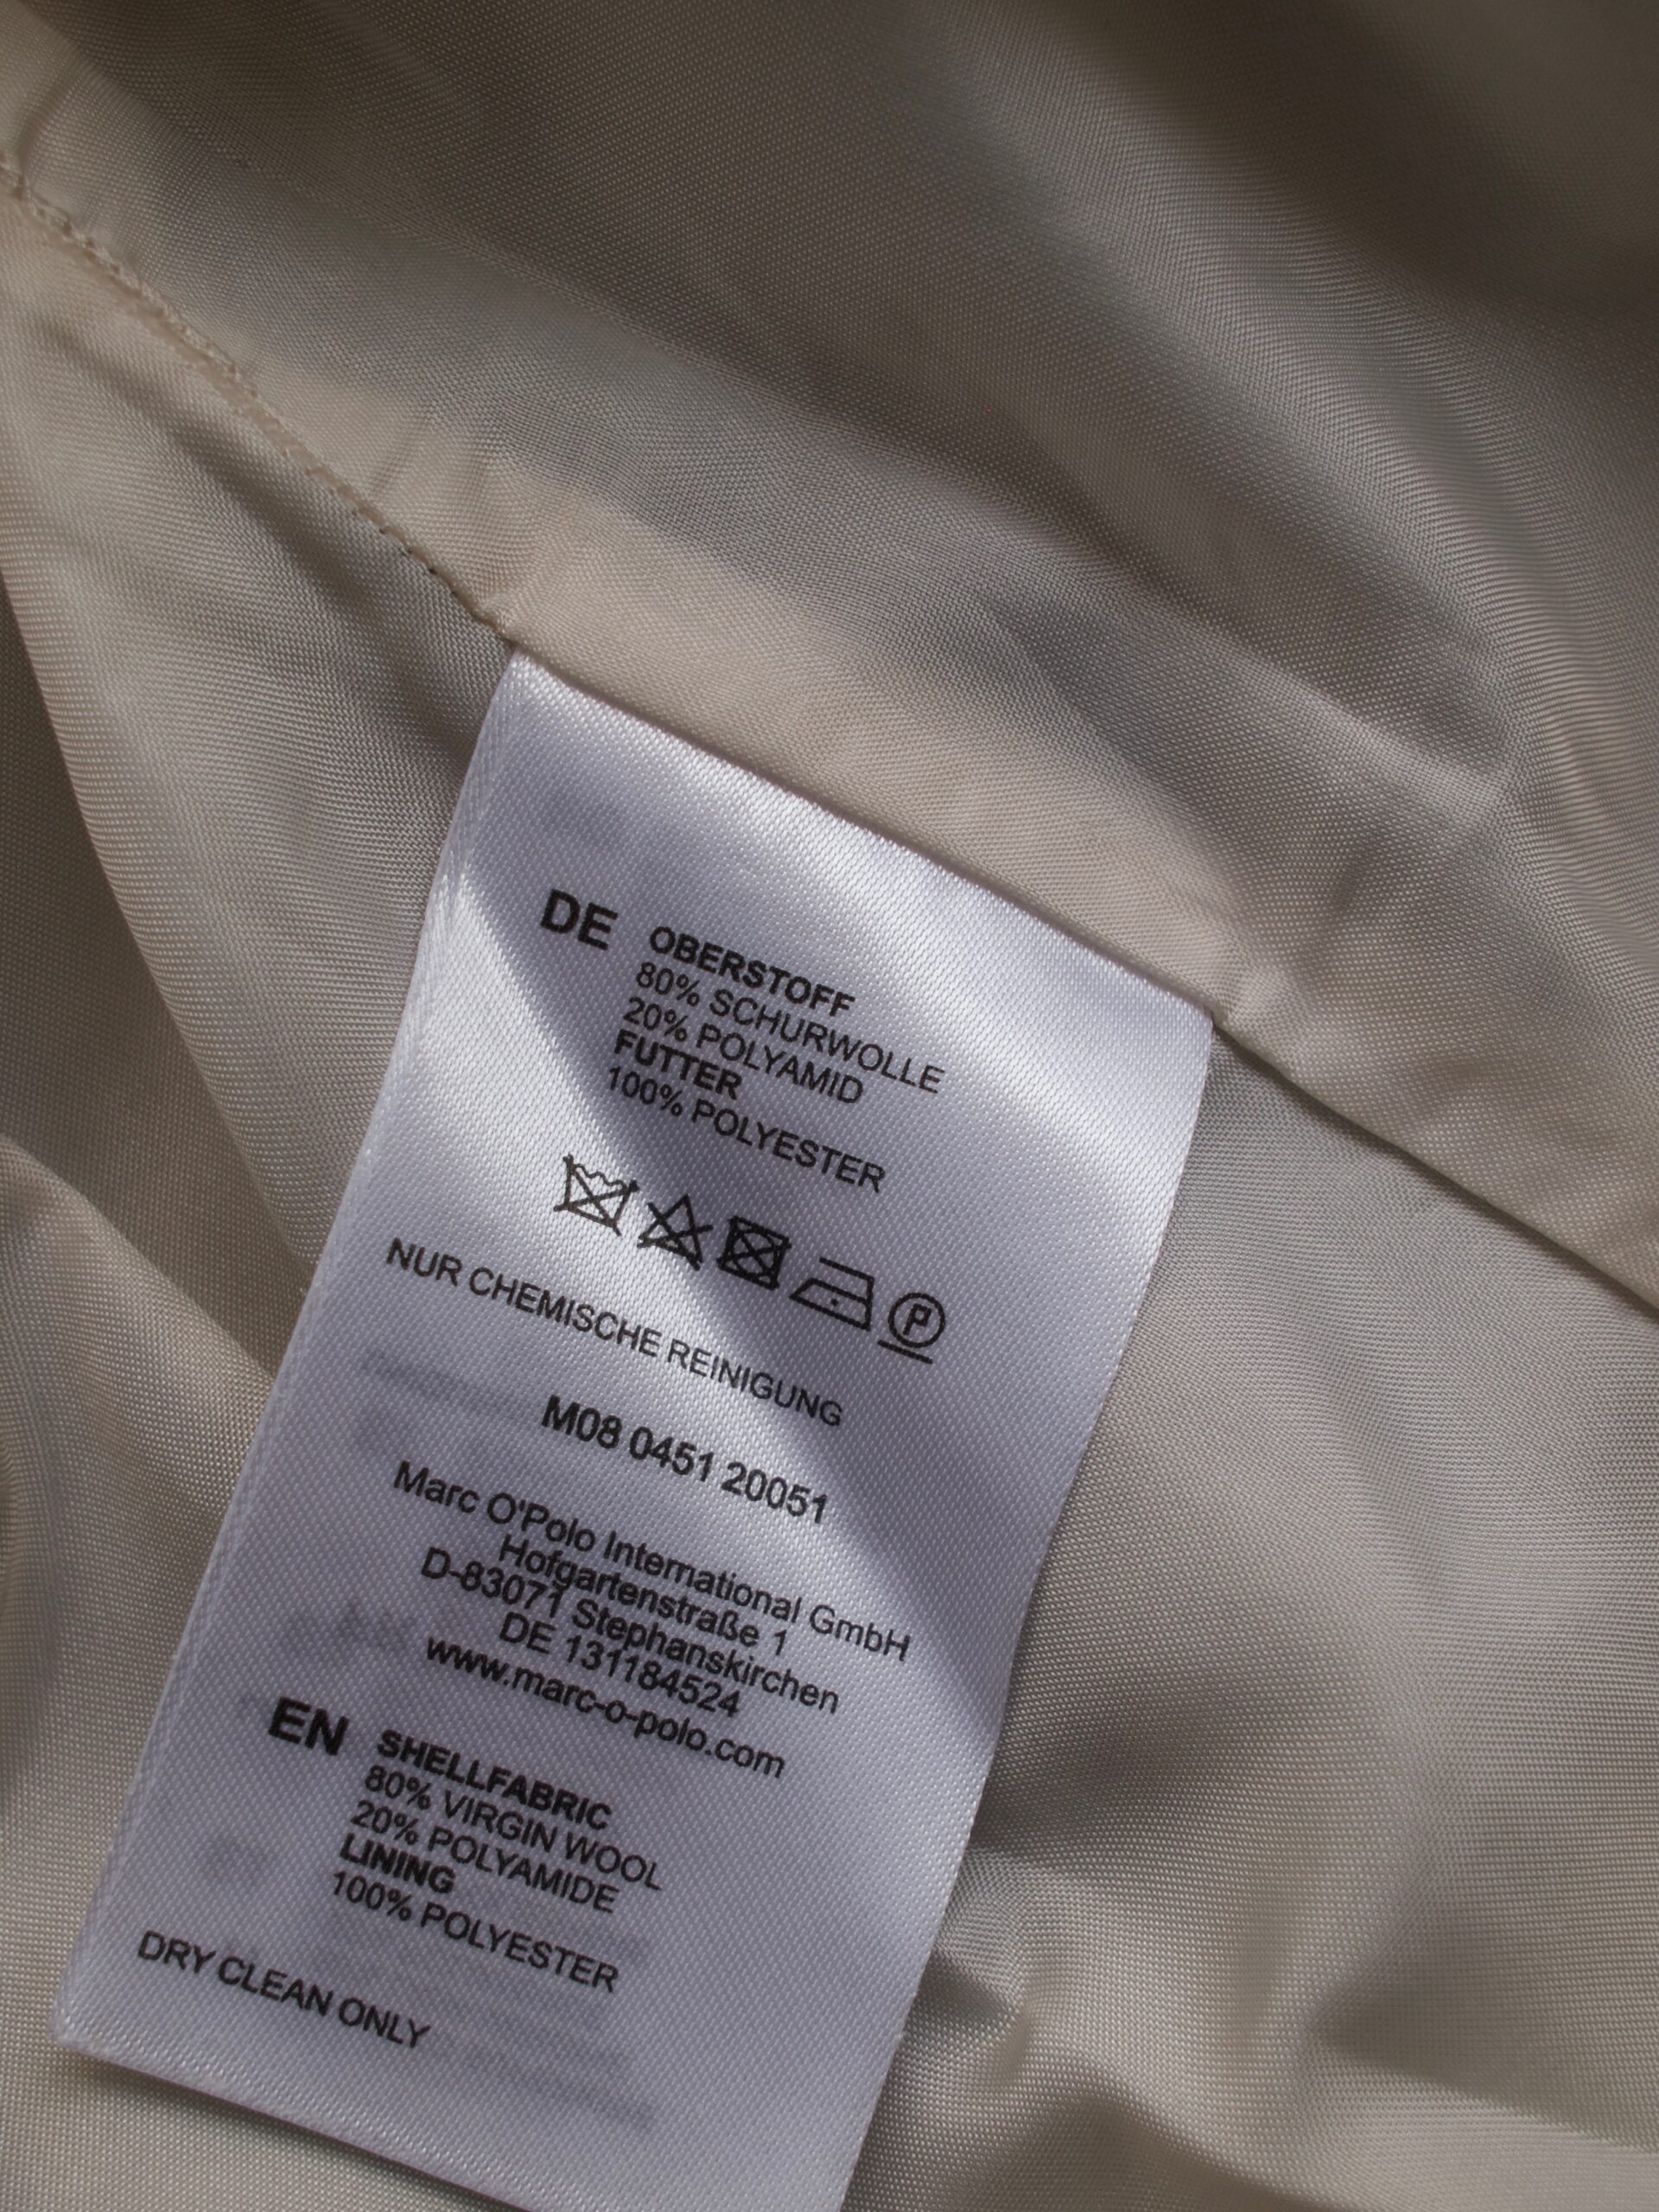 DE OBERSTOFF
80% SCHURWOLLE
20% POLYAMID
FUTTER
100% POLYESTER
P
NUR CHEMISCHE REINIGUNG
M08 0451 20051
Marc O'Polo International GmbH
Hofgartenstraße 1
D-83071 Stephanskirchen
DE 131184524
www.marc-o-polo.com
EN SHELLFABRIC
80% VIRGIN WOOL
20% POLYAMIDE
LINING
100% POLYESTER
DRY CLEAN ONLY